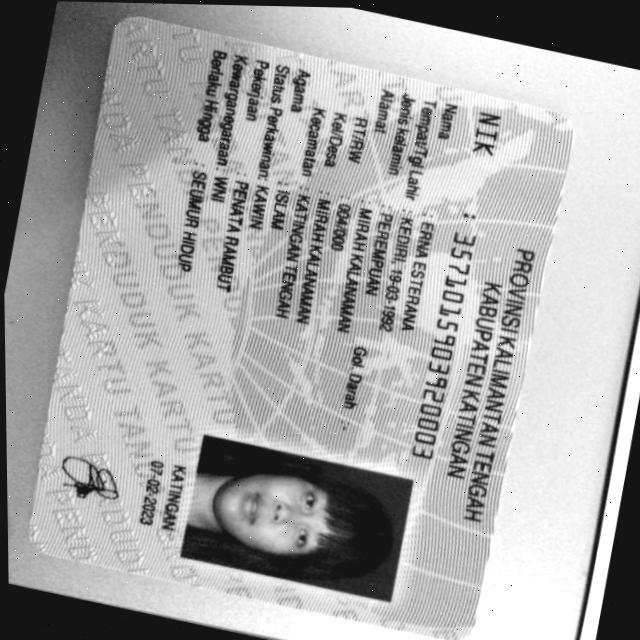 PROVINSI KALIMANTAN TENGAH
KABUPATEN KATINGAN
NIK : 3571015903920003
Nama : ERNA ESTERANA
Tempat/Tgl Lahir : KEDIRI, 19-03-1992
Jenis kelamin : PEREMPUAN Gol. Darah : -
Alamat : MIRAH KALANAMAN
RT/RW : 004/000
Kel/Desa : MIRAH KALANAMAN
Kecamatan : KATINGAN TENGAH
Agama : ISLAM
Status Perkawinan: KAWIN
Pekerjaan : PENATA RAMBUT
Kewarganegaraan : WNI
Berlaku Hingga : SEUMUR HIDUP
KATINGAN
07-02-2023